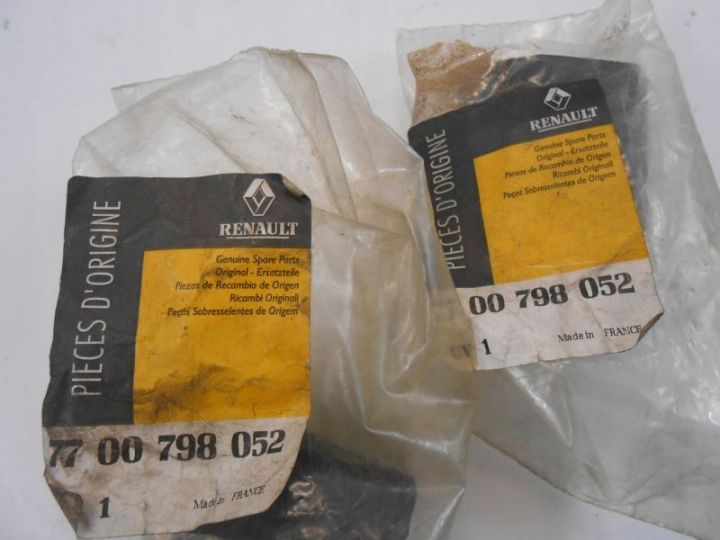 PIECES D'ORIGINE
RENAULT
Genuine Spare Parts
Original - Ersatzteile
Piezas de Recambio de Origen
Ricambi Originali
Peças Sobresselentes de Origem
77 00 798 052
1
Made in FRANCE
PIECES D'ORIGINE
RENAULT
Genuine Spare Parts
Original - Ersatzteile
Piezas de Recambio de Origen
Ricambi Originali
Peças Sobresselentes de Origem
00 798 052
1
Made in FRANCE